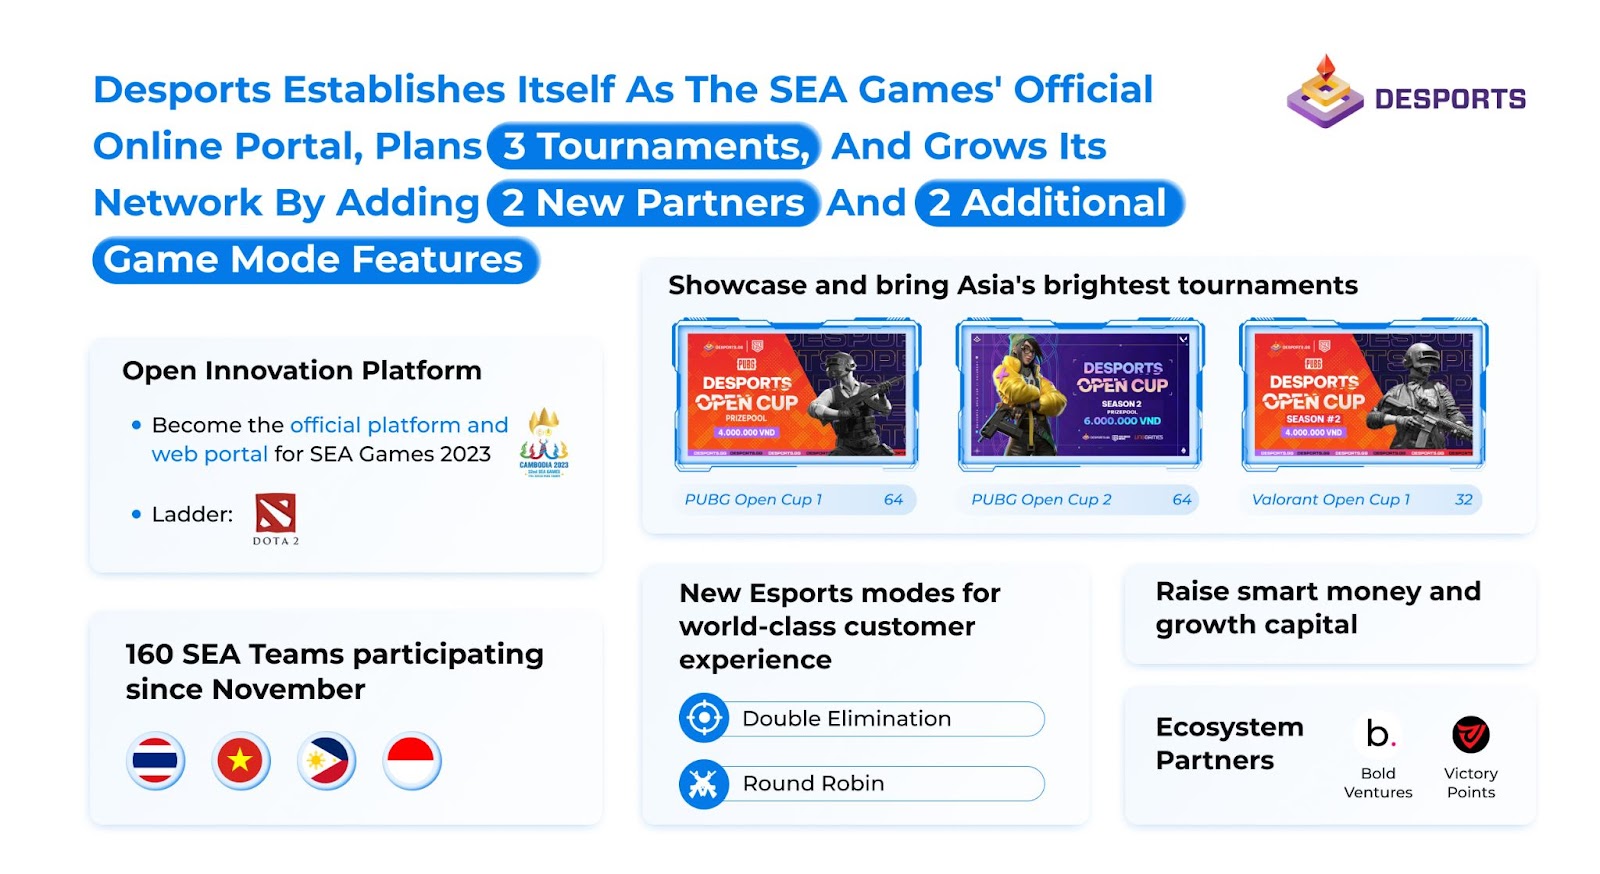 Desports Establishes Itself As The SEA Games' Official
Online Portal, Plans 3 Tournaments, And Grows Its
Network By Adding 2 New Partners And 2 Additional
Game Mode Features
DESPORTS
Open Innovation Platform
Become the official platform and
web portal for SEA Games 2023
CAMBODIA 2023
Ladder:
DOTA 2
160 SEA Teams participating
since November
Showcase and bring Asia's brightest tournaments
DESPORTS.GG
PUBG
DESPORTS
OPEN CUP
PRIZEPOOL
4.000.000 VND
PUBG Open Cup 1 64
DESPORTS
OPEN CUP
SEASON 2
PRIZEPOOL
6.000.000 VND
PUBG Open Cup 2 64
DESPORTS.GG
PUBG
DESPORTS
OPEN CUP
SEASON #2
4.000.000 VND
Valorant Open Cup 1 32
New Esports modes for
world-class customer
experience
Double Elimination
Round Robin
Raise smart money and
growth capital
Ecosystem
Partners
b.
Bold
Ventures
Victory
Points